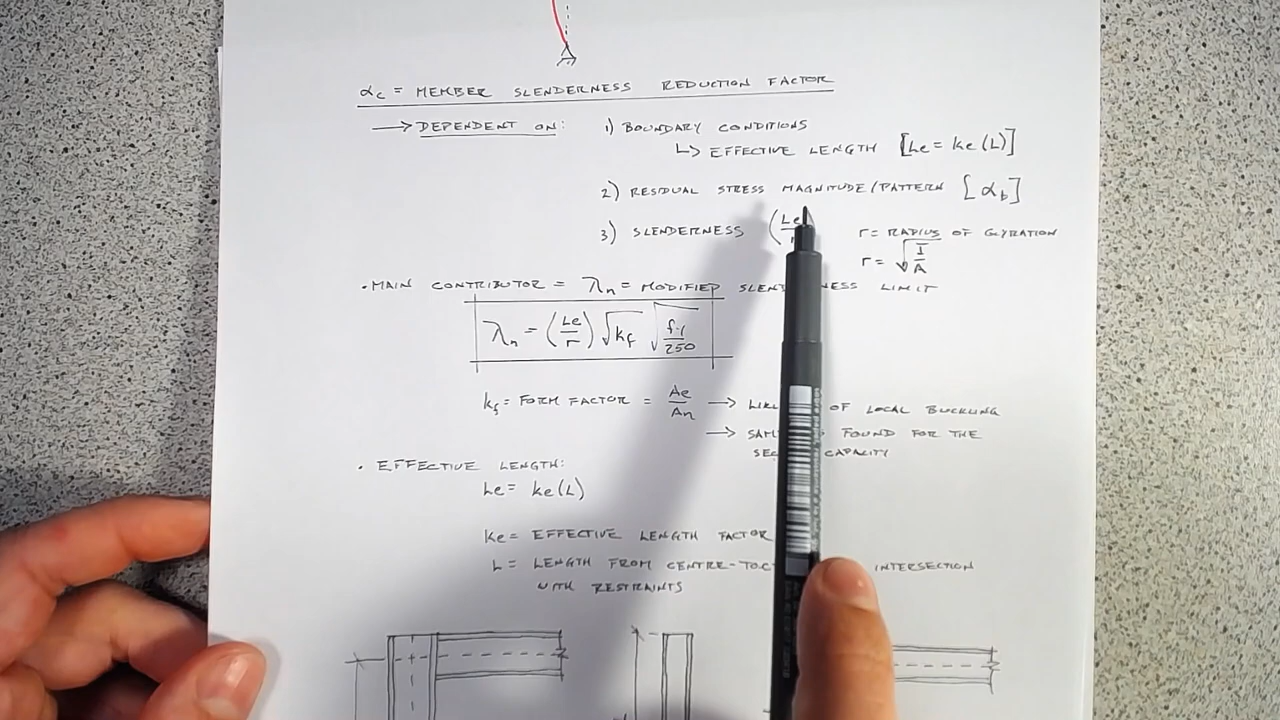 αc = MEMBER SLENDERNESS REDUCTION FACTOR
→ DEPENDENT ON: 1) BOUNDARY CONDITIONS
↳ EFFECTIVE LENGTH [Le = ke(L)]
2) RESIDUAL STRESS MAGNITUDE/PATTERN [αb]
3) SLENDERNESS (Le/r r = RADIUS OF GYRATION
r = √(I/A)
• MAIN CONTRIBUTOR = λn = MODIFIED LIMIT
λn = (Le/r) √kf √(fy/250)
kf = FORM FACTOR = Ae/An → OF LOCAL BUCKLING
→ FOUND FOR THE
CAPACITY
• EFFECTIVE LENGTH:
Le = ke(L)
ke = EFFECTIVE LENGTH FACTOR
L = LENGTH FROM INTERSECTION
WITH RESTRAINTS